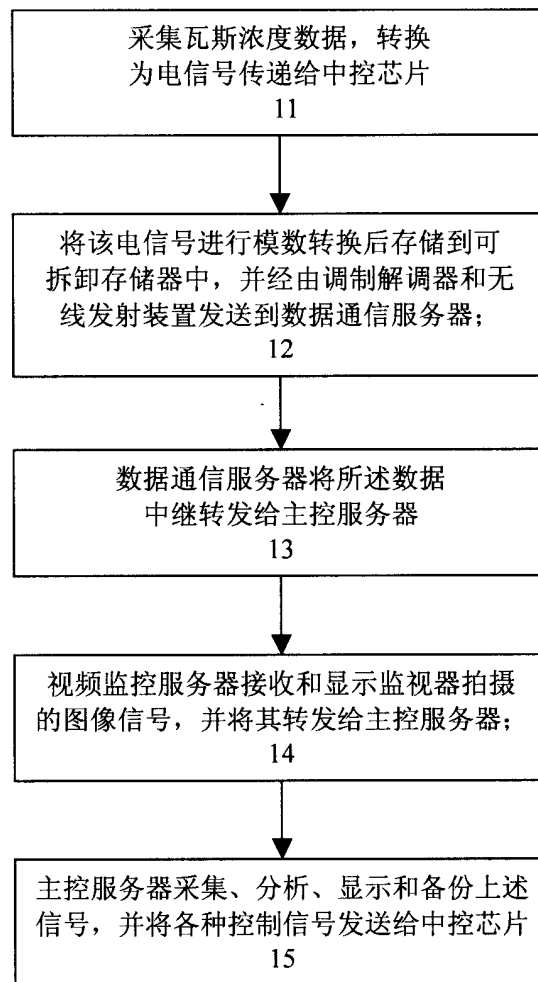 采集瓦斯浓度数据，转换
为电信号传递给中控芯片
11
将该电信号进行模数转换后存储到可
拆卸存储器中，并经由调制解调器和无
线发射装置发送到数据通信服务器；
12
数据通信服务器将所述数据
中继转发给主控服务器
13
视频监控服务器接收和显示监视器拍摄
的图像信号，并将其转发给主控服务器；
14
主控服务器采集、分析、显示和备份上述
信号，并将各种控制信号发送给中控芯片
15